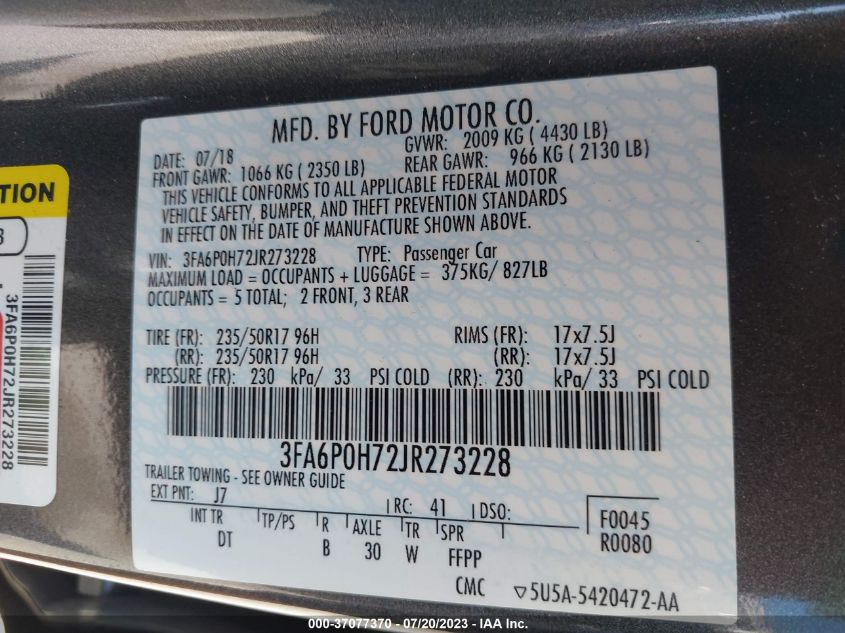 MFD. BY FORD MOTOR CO.
DATE: 07/18 GVWR: 2009 KG ( 4430 LB)
FRONT GAWR: 1066 KG ( 2350 LB) REAR GAWR: 966 KG ( 2130 LB)
THIS VEHICLE CONFORMS TO ALL APPLICABLE FEDERAL MOTOR
VEHICLE SAFETY, BUMPER, AND THEFT PREVENTION STANDARDS
IN EFFECT ON THE DATE OF MANUFACTURE SHOWN ABOVE.
VIN: 3FA6P0H72JR273228 TYPE: Passenger Car
MAXIMUM LOAD = OCCUPANTS + LUGGAGE = 375KG/ 827LB
OCCUPANTS = 5 TOTAL; 2 FRONT, 3 REAR
TIRE (FR): 235/50R17 96H RIMS (FR): 17x7.5J
(RR): 235/50R17 96H (RR): 17x7.5J
PRESSURE (FR): 230 kPa/ 33 PSI COLD (RR): 230 kPa/ 33 PSI COLD
3FA6P0H72JR273228
TRAILER TOWING - SEE OWNER GUIDE
EXT PNT: J7 RC: 41 DSO: F0045
INT TR TP/PS R AXLE TR SPR R0080
DT B 30 W FFPP
CMC ▽5U5A-5420472-AA
TION
3
3FA6P0H72JR273228
000-37077370 - 07/20/2023 - IAA Inc.